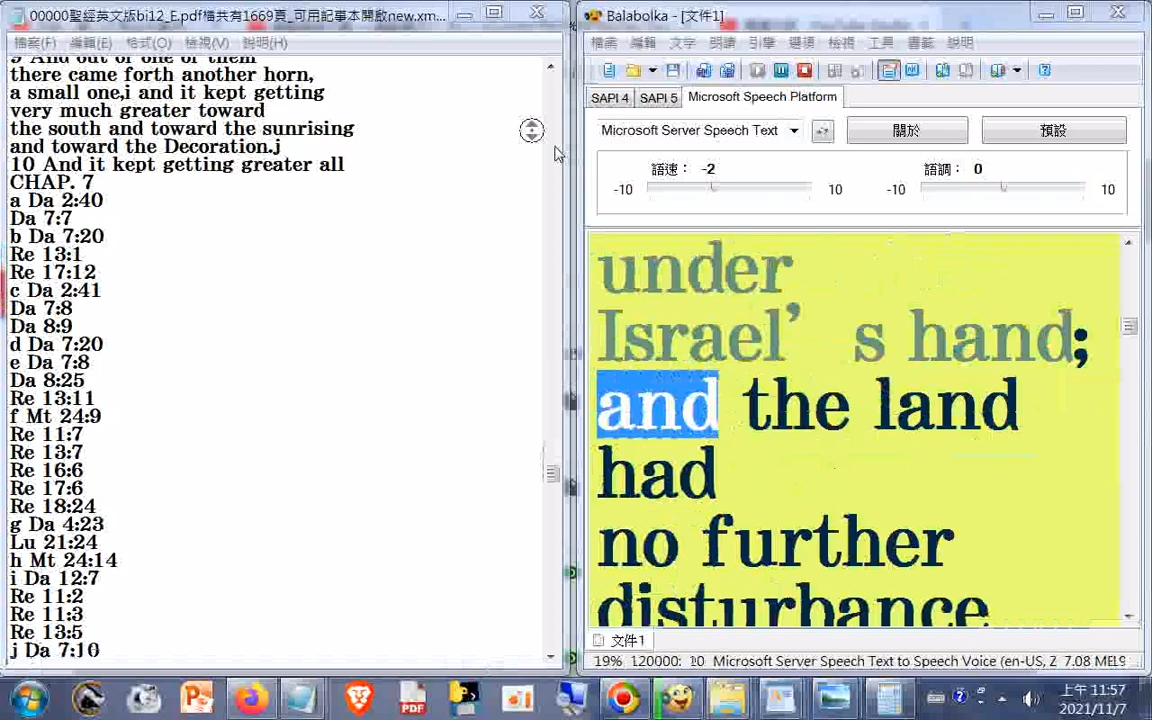 00000聖經英文版bi12_E.pdf檔共有1669頁_可用記事本開啟new.xm...
檔案(F) 編輯(E) 格式(O) 檢視(V) 說明(H)
9 And out of one of them
there came forth another horn,
a small one,i and it kept getting
very much greater toward
the south and toward the sunrising
and toward the Decoration.j
10 And it kept getting greater all
CHAP. 7
a Da 2:40
Da 7:7
b Da 7:20
Re 13:1
Re 17:12
c Da 2:41
Da 7:8
Da 8:9
d Da 7:20
e Da 7:8
Da 8:25
Re 13:11
f Mt 24:9
Re 11:7
Re 13:7
Re 16:6
Re 17:6
Re 18:24
g Da 4:23
Lu 21:24
h Mt 24:14
i Da 12:7
Re 11:2
Re 11:3
Re 13:5
j Da 7:10
Balabolka - [文件1]
檔案 編輯 文字 朗讀 引擎 選項 檢視 工具 書籤 說明
SAPI 4 SAPI 5 Microsoft Speech Platform
Microsoft Server Speech Text 關於 預設
語速： -2 語調： 0
-10 10 -10 10
under
Israel’s hand;
and the land
had
no further
disturbance
文件1
19% 120000: 10 Microsoft Server Speech Text to Speech Voice (en-US, Z 7.08 ME
PDF
上午 11:57
2021/11/7